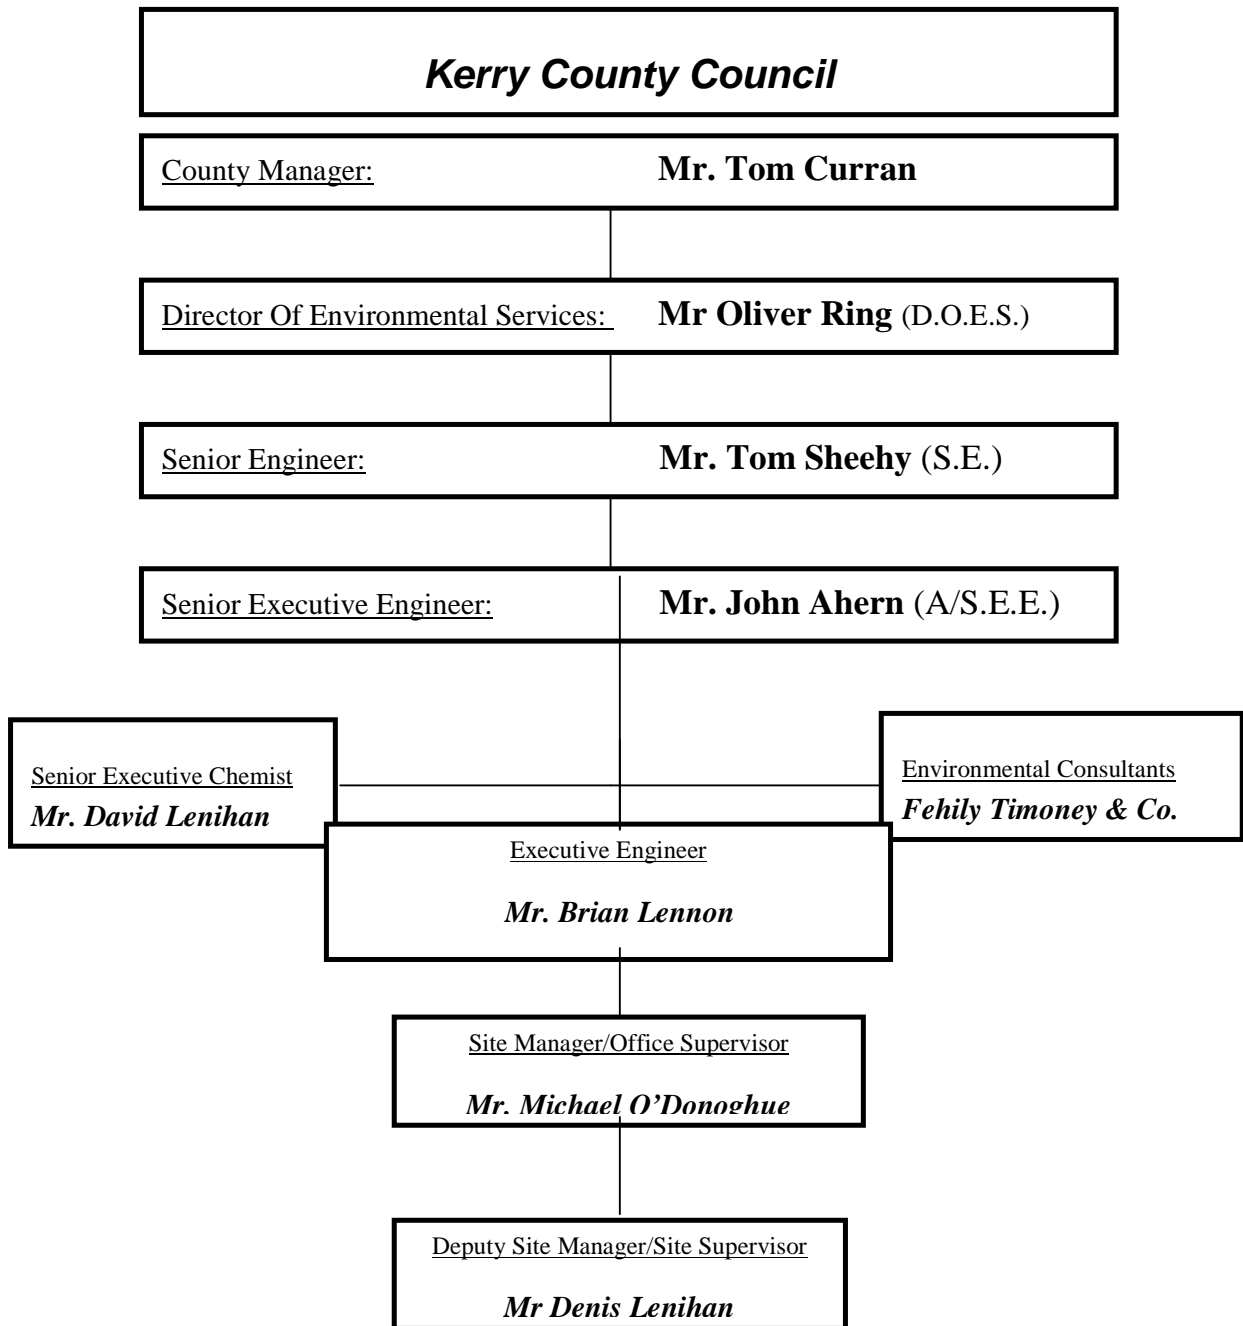 Kerry County Council
County Manager: Mr. Tom Curran
Director Of Environmental Services: Mr Oliver Ring (D.O.E.S.)
Senior Engineer: Mr. Tom Sheehy (S.E.)
Senior Executive Engineer: Mr. John Ahern (A/S.E.E.)
Senior Executive Chemist
Mr. David Lenihan
Environmental Consultants
Fehily Timoney & Co.
Executive Engineer
Mr. Brian Lennon
Site Manager/Office Supervisor
Mr. Michael O’Donoghue
Deputy Site Manager/Site Supervisor
Mr Denis Lenihan